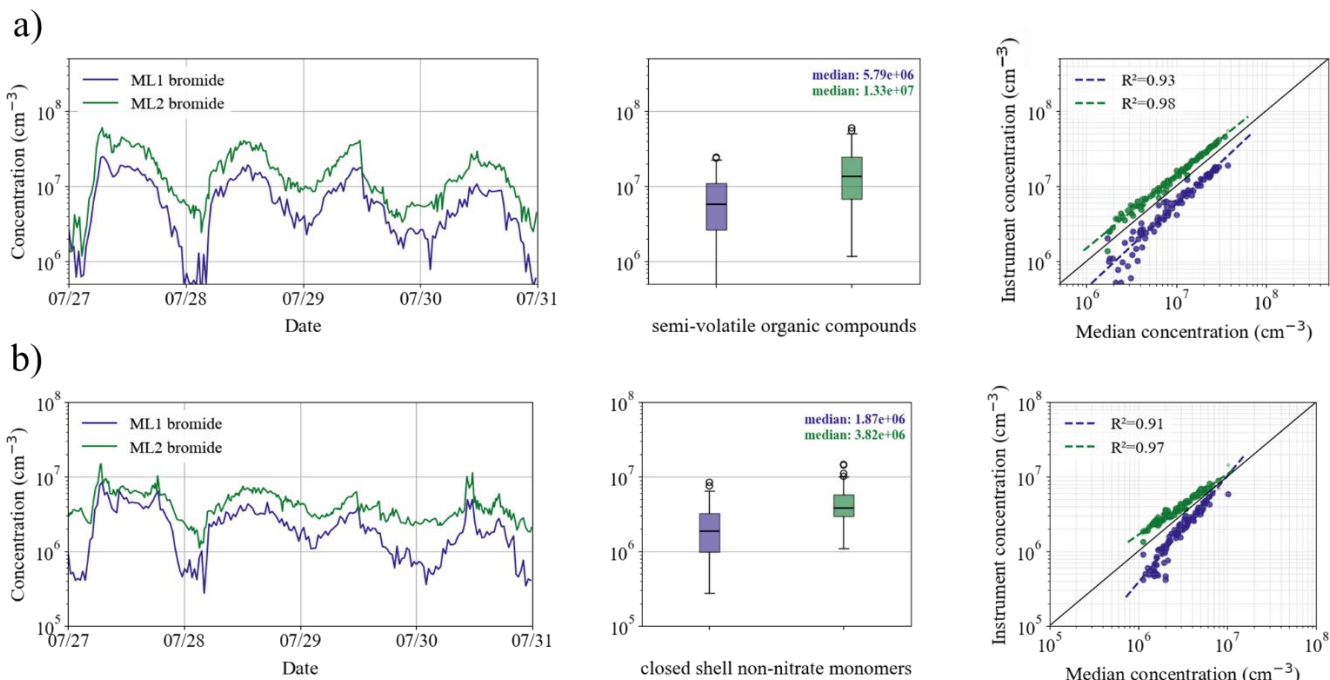 a)
ML1 bromide
ML2 bromide
Concentration (cm⁻³)
10⁸
10⁷
10⁶
07/27 07/28 07/29 07/30 07/31
Date
median: 5.79e+06
median: 1.33e+07
10⁸
10⁷
10⁶
semi-volatile organic compounds
R²=0.93
R²=0.98
Instrument concentration (cm⁻³)
10⁸
10⁷
10⁶
10⁶ 10⁷ 10⁸
Median concentration (cm⁻³)
b)
ML1 bromide
ML2 bromide
Concentration (cm⁻³)
10⁸
10⁷
10⁶
10⁵
07/27 07/28 07/29 07/30 07/31
Date
median: 1.87e+06
median: 3.82e+06
10⁸
10⁷
10⁶
10⁵
closed shell non-nitrate monomers
R²=0.91
R²=0.97
Instrument concentration (cm⁻³)
10⁸
10⁷
10⁶
10⁵
10⁵ 10⁶ 10⁷ 10⁸
Median concentration (cm⁻³)